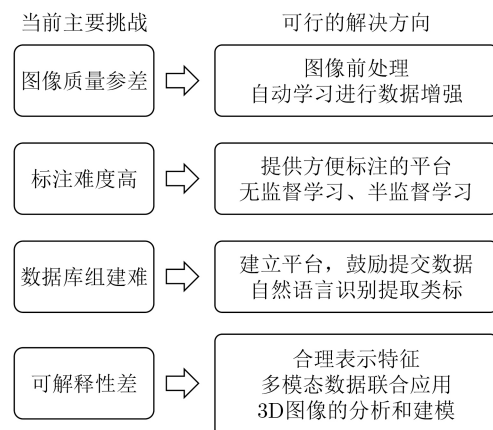 当前主要挑战
可行的解决方向
图像质量参差
图像前处理
自动学习进行数据增强
标注难度高
提供方便标注的平台
无监督学习、半监督学习
数据库组建难
建立平台，鼓励提交数据
自然语言识别提取类标
可解释性差
合理表示特征
多模态数据联合应用
3D图像的分析和建模